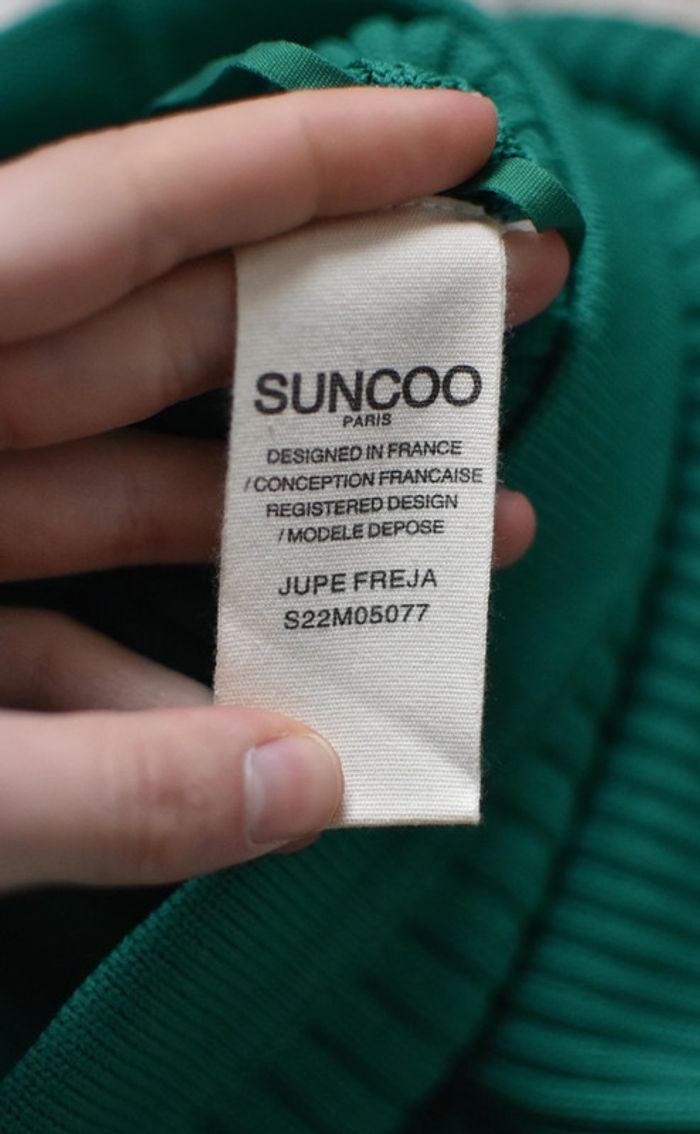 SUNCOO
PARIS
DESIGNED IN FRANCE
/ CONCEPTION FRANCAISE
REGISTERED DESIGN
/ MODELE DEPOSE
JUPE FREJA
S22M05077